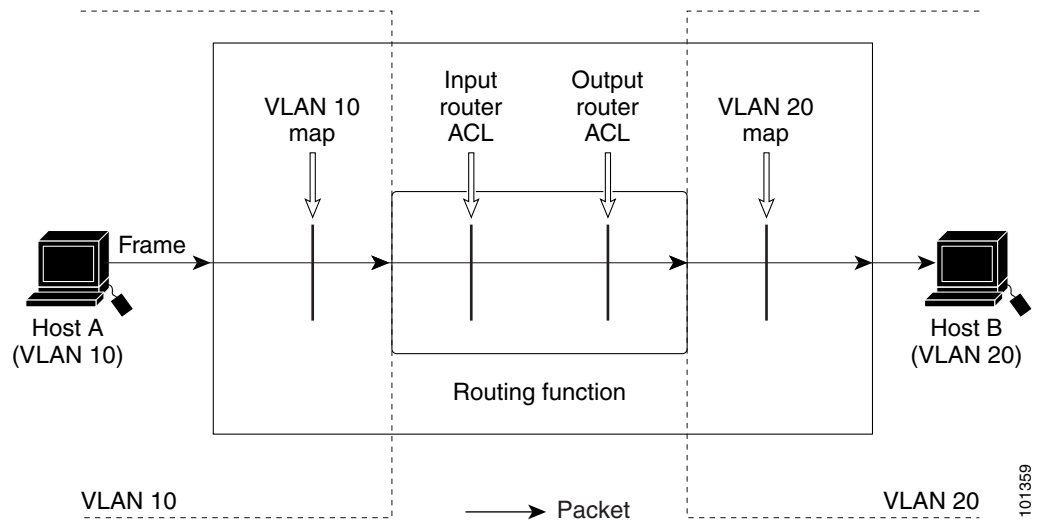 VLAN 10
map
Input
router
ACL
Output
router
ACL
VLAN 20
map
Frame
Host A
(VLAN 10)
Host B
(VLAN 20)
Routing function
VLAN 10
Packet
VLAN 20
101359